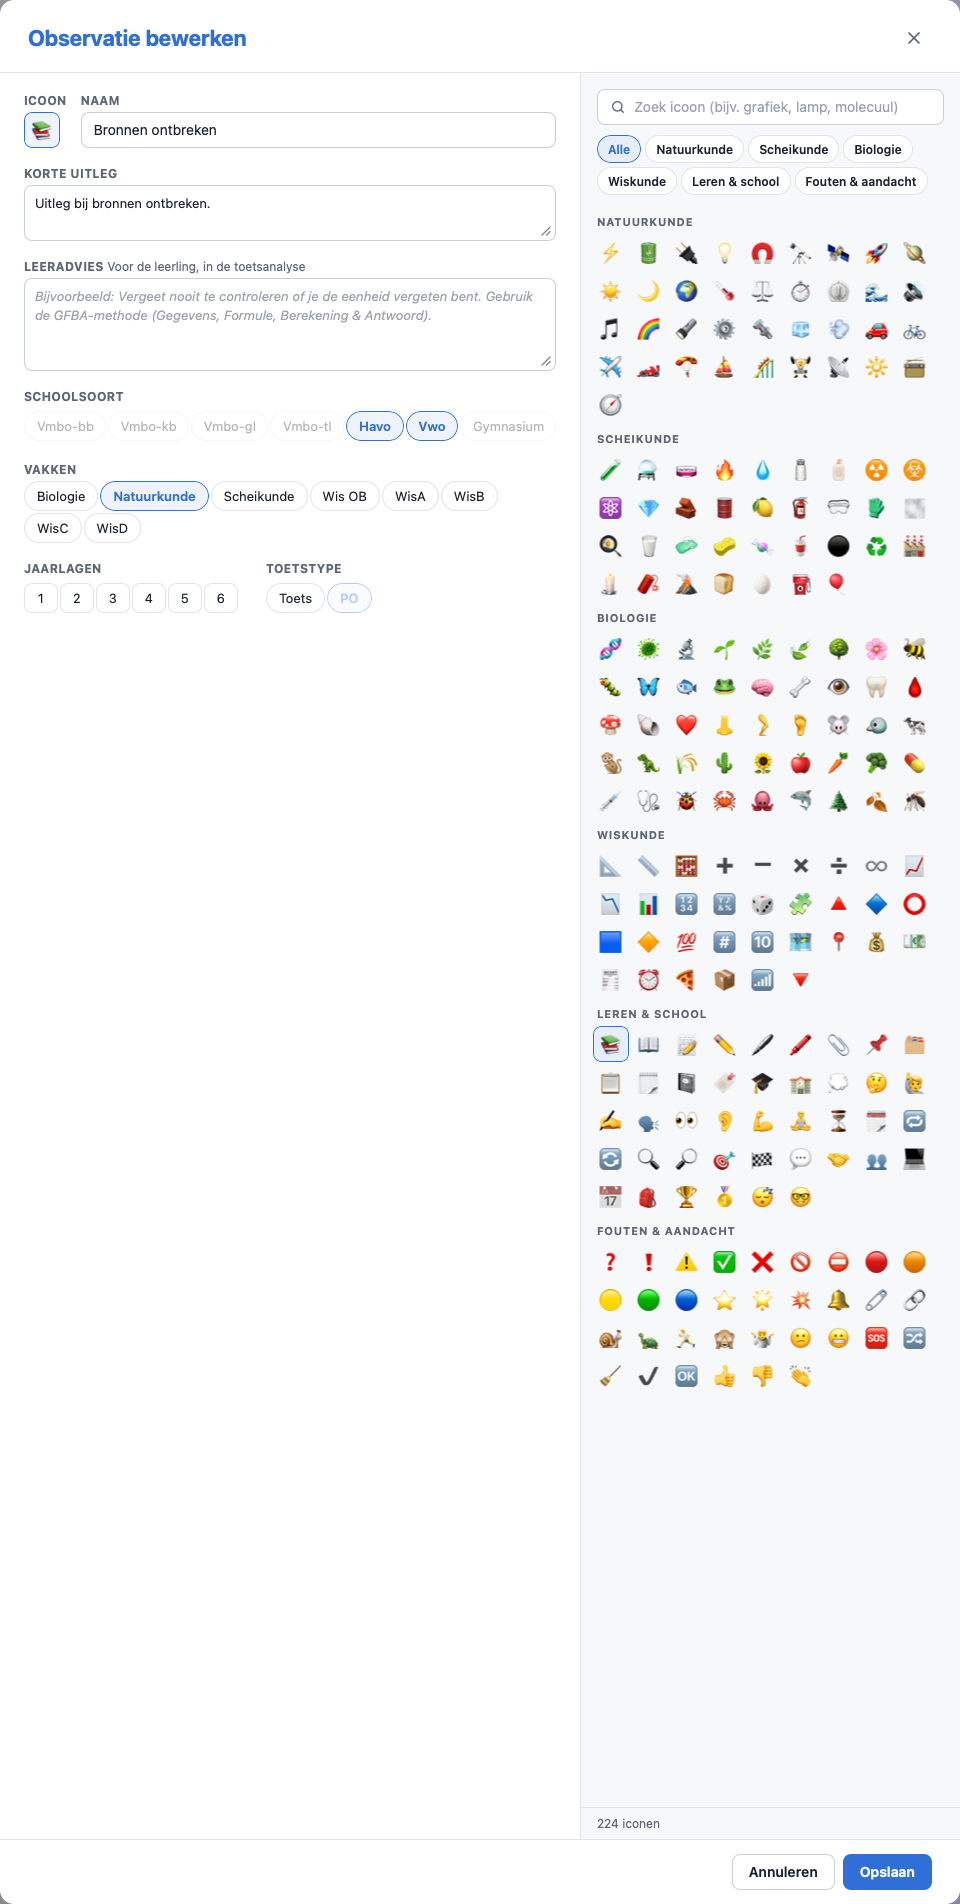 Observatie bewerken
ICOON NAAM
Bronnen ontbreken
KORTE UITLEG
Uitleg bij bronnen ontbreken.
LEERADVIES Voor de leerling, in de toetsanalyse
Bijvoorbeeld: Vergeet nooit te controleren of je de eenheid vergeten bent. Gebruik
de GFBA-methode (Gegevens, Formule, Berekening & Antwoord).
SCHOOLSOORT
Vmbo-bb Vmbo-kb Vmbo-gl Vmbo-tl Havo Vwo Gymnasium
VAKKEN
Biologie Natuurkunde Scheikunde Wis OB WisA WisB
WisC WisD
JAARLAGEN TOETSTYPE
1 2 3 4 5 6 Toets PO
Zoek icoon (bijv. grafiek, lamp, molecuul)
Alle Natuurkunde Scheikunde Biologie
Wiskunde Leren & school Fouten & aandacht
NATUURKUNDE
SCHEIKUNDE
BIOLOGIE
WISKUNDE
LEREN & SCHOOL
FOUTEN & AANDACHT
224 iconen
Annuleren Opslaan